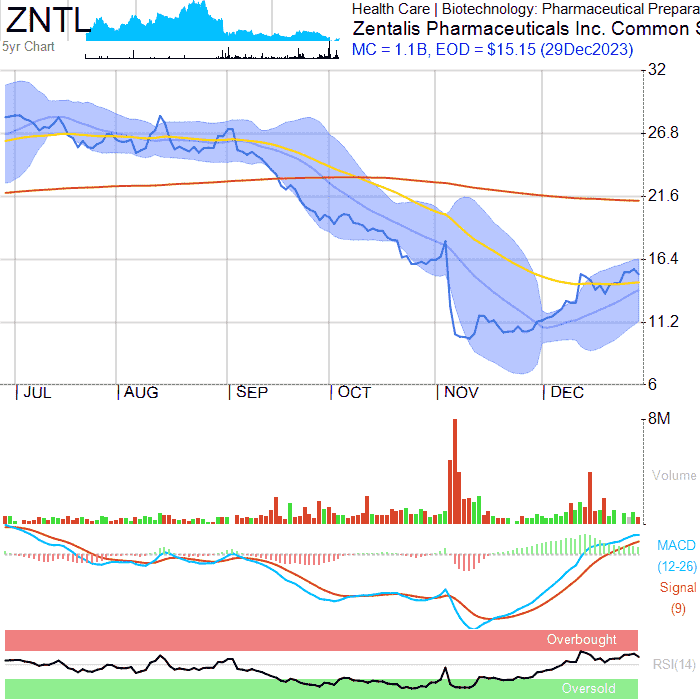 ZNTL
5yr Chart
Health Care | Biotechnology: Pharmaceutical Prepara
Zentalis Pharmaceuticals Inc. Common S
MC = 1.1B, EOD = $15.15 (29Dec2023)
32
26.8
21.6
16.4
11.2
6
JUL AUG SEP OCT NOV DEC
8M
Volume
MACD
(12-26)
Signal
(9)
Overbought
RSI(14)
Oversold